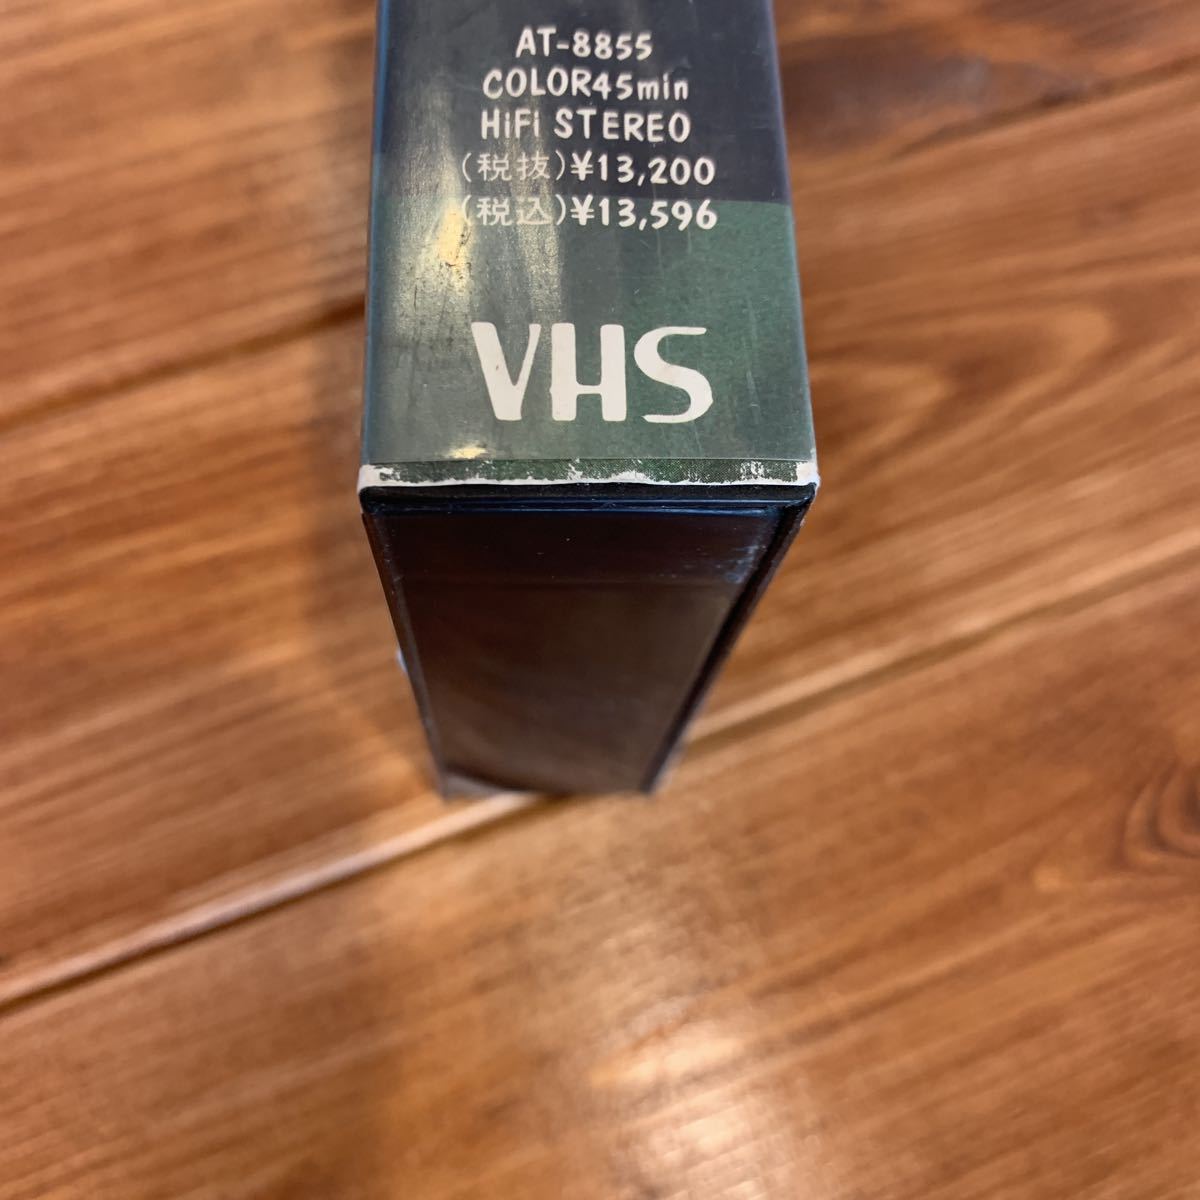 AT-8855
COLOR45min
HiFi STEREO
(税抜)¥13,200
(税込)¥13,596
VHS